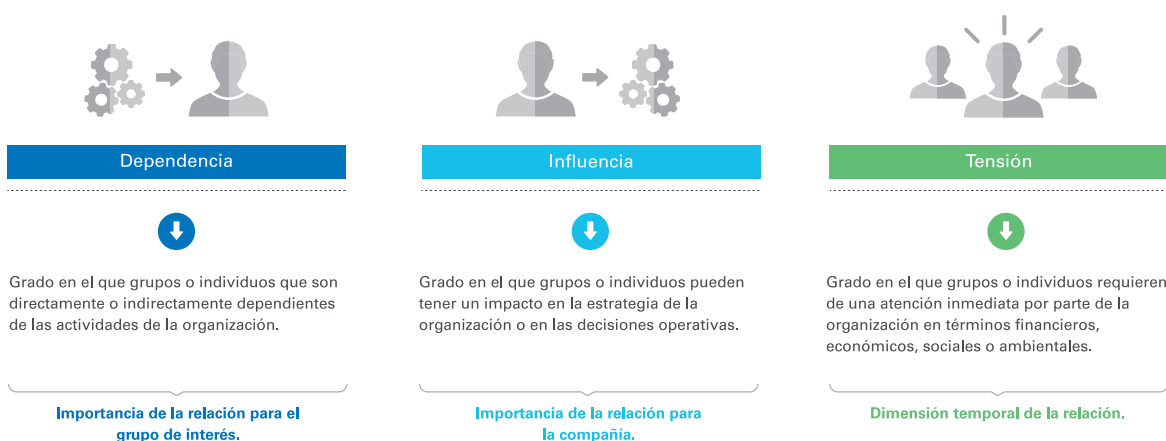 Dependencia
Grado en el que grupos o individuos que son
directamente o indirectamente dependientes
de las actividades de la organización.
Importancia de la relación para el
grupo de interés.
Influencia
Grado en el que grupos o individuos pueden
tener un impacto en la estrategia de la
organización o en las decisiones operativas.
Importancia de la relación para
la compañía.
Tensión
Grado en el que grupos o individuos requieren
de una atención inmediata por parte de la
organización en términos financieros,
económicos, sociales o ambientales.
Dimensión temporal de la relación.